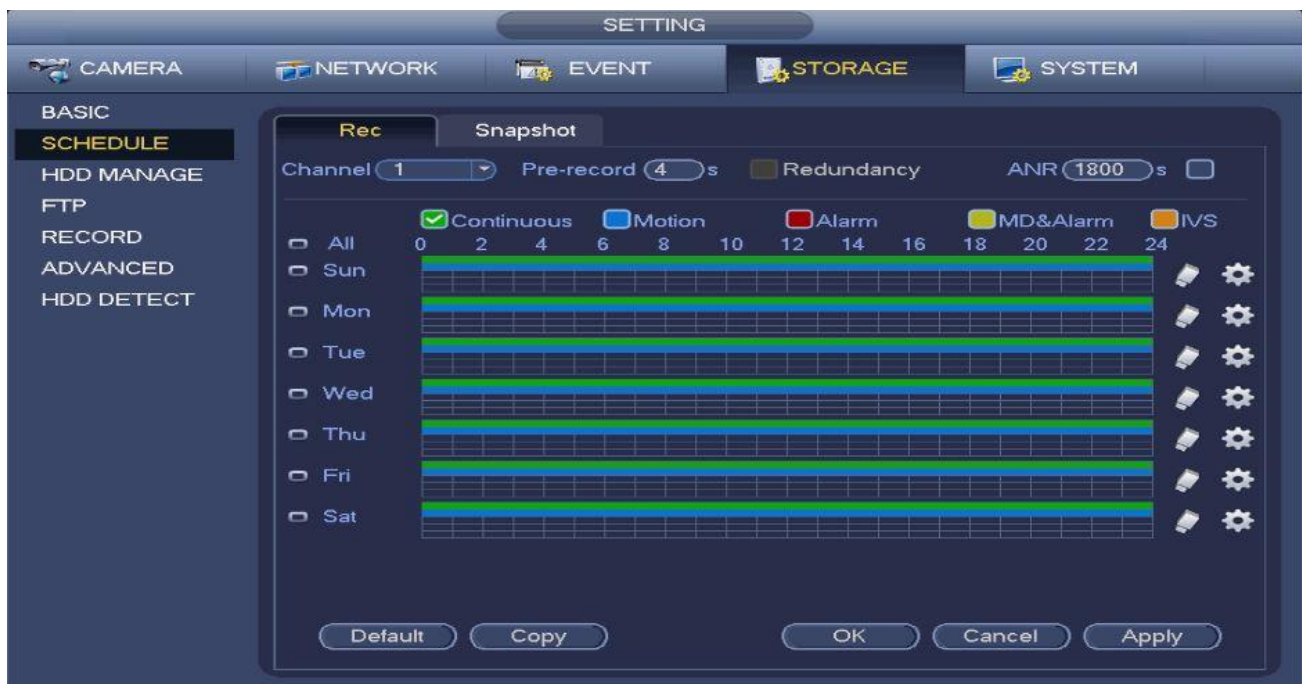 SETTING
CAMERA NETWORK EVENT STORAGE SYSTEM
BASIC
SCHEDULE
HDD MANAGE
FTP
RECORD
ADVANCED
HDD DETECT
Rec Snapshot
Channel 1 Pre-record 4 s Redundancy ANR 1800 s
Continuous Motion Alarm MD&Alarm IVS
All 0 2 4 6 8 10 12 14 16 18 20 22 24
Sun
Mon
Tue
Wed
Thu
Fri
Sat
Default Copy OK Cancel Apply